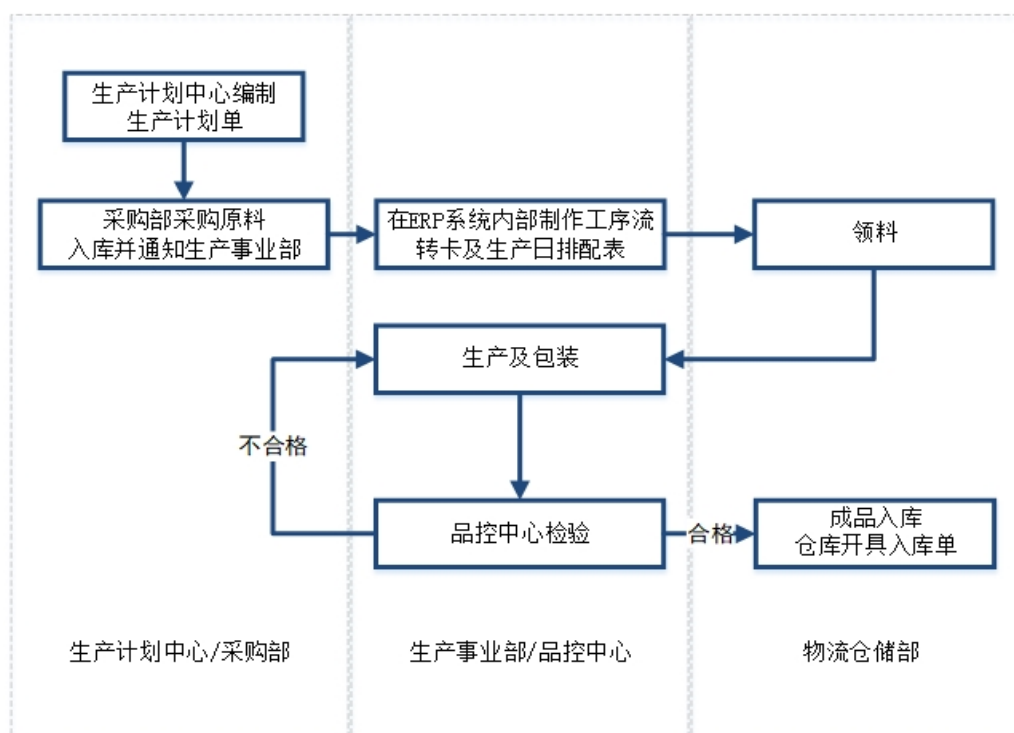 生产计划中心编制
生产计划单
采购部采购原料
入库并通知生产事业部
在ERP系统内部制作工序流
转卡及生产日排配表
领料
生产及包装
不合格
品控中心检验
合格
成品入库
仓库开具入库单
生产计划中心/采购部
生产事业部/品控中心
物流仓储部